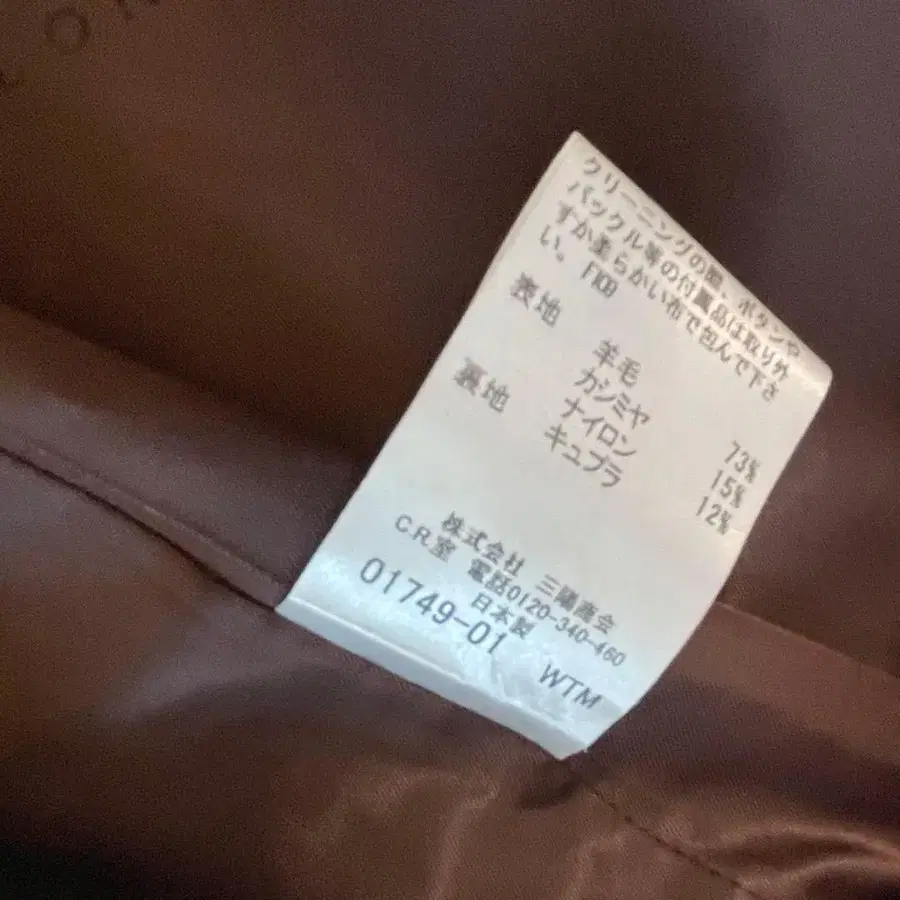 クリーニングの際、ボタンや
バックル等の付属品は取り外
すか柔らかい布で包んで下さ
い。
表地
羊毛 73%
カシミヤ 15%
ナイロン 12%
裏地 キュプラ
株式会社 三陽商会
C.R.室 電話0120-340-460
日本製
01749-01 WTM